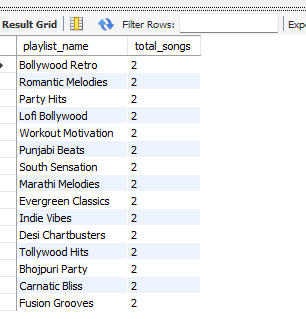 Result Grid Filter Rows:
playlist_name total_songs
Bollywood Retro 2
Romantic Melodies 2
Party Hits 2
Lofi Bollywood 2
Workout Motivation 2
Punjabi Beats 2
South Sensation 2
Marathi Melodies 2
Evergreen Classics 2
Indie Vibes 2
Desi Chartbusters 2
Tollywood Hits 2
Bhojpuri Party 2
Carnatic Bliss 2
Fusion Grooves 2